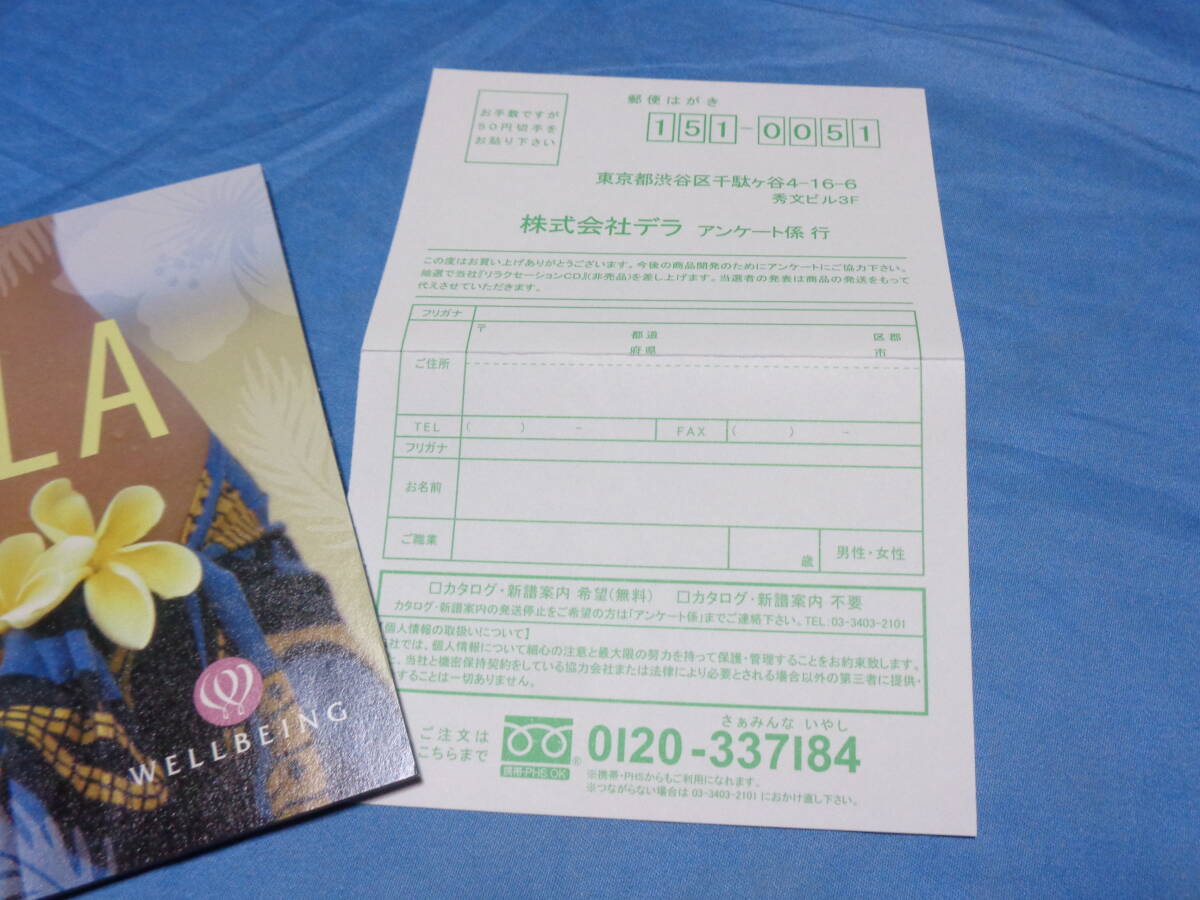 LA
WELLBEING
お手数ですが
50円切手を
お貼り下さい
郵便はがき
151-0051
東京都渋谷区千駄ヶ谷4-16-6
秀文ビル3F
株式会社デラ アンケート係 行
この度はお買い上げありがとうございます。今後の商品開発のためにアンケートにご協力下さい。
抽選で当社『リラクセーションCD』(非売品)を差し上げます。当選者の発表は商品の発送をもって
代えさせていただきます。
フリガナ
ご住所
〒 都道 区郡
府県 市
TEL ( ) - FAX ( ) -
フリガナ
お名前
ご職業 歳 男性・女性
□カタログ・新譜案内 希望(無料) □カタログ・新譜案内 不要
カタログ・新譜案内の発送停止をご希望の方は「アンケート係」までご連絡下さい。TEL:03-3403-2101
【個人情報の取扱いについて】
社では、個人情報について細心の注意と最大限の努力を持って保護・管理することをお約束致します。
、当社と機密保持契約をしている協力会社または法律により必要とされる場合以外の第三者に提供・
することは一切ありません。
ご注文は
こちらまで
携帯・PHS OK
®
さぁみんな いやし
0120-337184
※携帯・PHSからもご利用になれます。
※つながらない場合は 03-3403-2101 におかけ直し下さい。